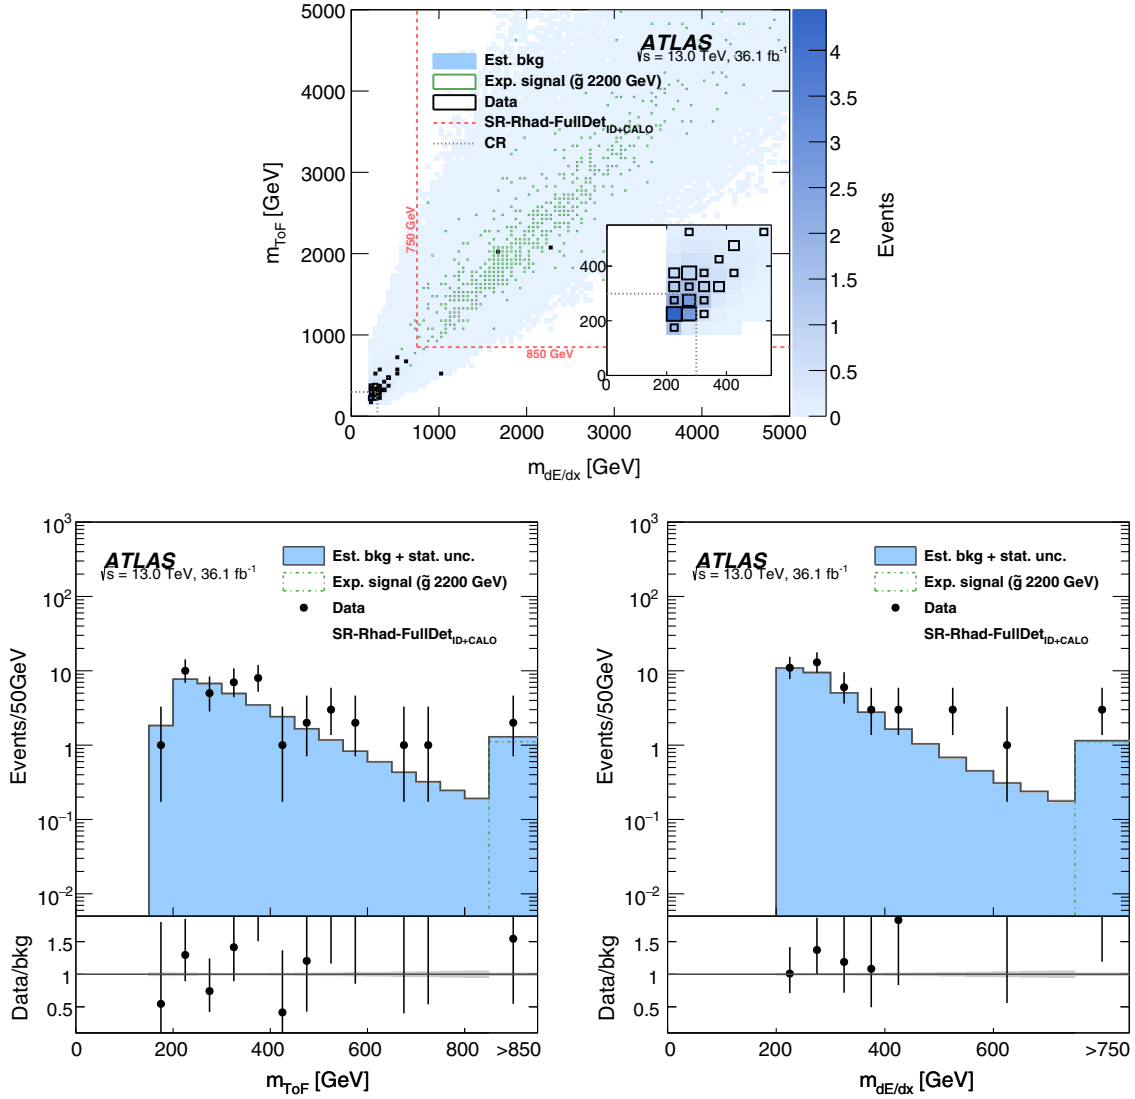 5000
4000
3000
2000
1000
0
m_ToF [GeV]
ATLAS
√s = 13.0 TeV, 36.1 fb⁻¹
Est. bkg
Exp. signal (g̃ 2200 GeV)
Data
SR-Rhad-FullDet_ID+CALO
CR
750 GeV
850 GeV
400
200
0
0 200 400
0 1000 2000 3000 4000 5000
m_dE/dx [GeV]
4
3.5
3
2.5
2
1.5
1
0.5
0
Events
10³
10²
10
1
10⁻¹
10⁻²
Events/50GeV
ATLAS
√s = 13.0 TeV, 36.1 fb⁻¹
Est. bkg + stat. unc.
Exp. signal (g̃ 2200 GeV)
Data
SR-Rhad-FullDet_ID+CALO
1.5
1
0.5
Data/bkg
0 200 400 600 800 >850
m_ToF [GeV]
10³
10²
10
1
10⁻¹
10⁻²
Events/50GeV
ATLAS
√s = 13.0 TeV, 36.1 fb⁻¹
Est. bkg + stat. unc.
Exp. signal (g̃ 2200 GeV)
Data
SR-Rhad-FullDet_ID+CALO
1.5
1
0.5
Data/bkg
0 200 400 600 >750
m_dE/dx [GeV]